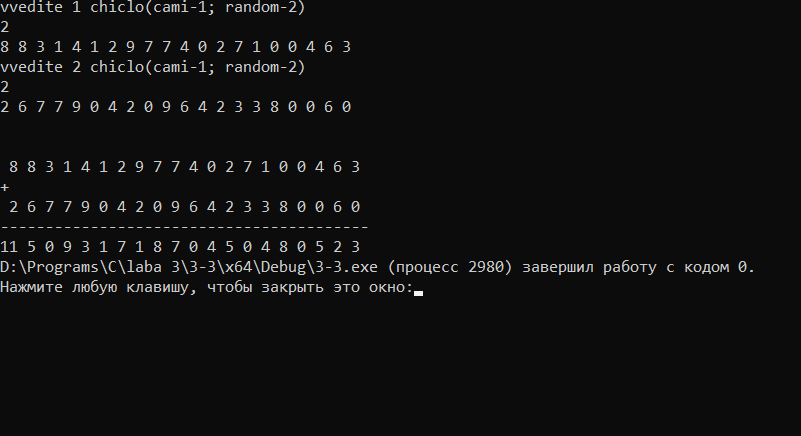 vvedite 1 chiclo(cami-1; random-2)
2
8 8 3 1 4 1 2 9 7 7 4 0 2 7 1 0 0 4 6 3
vvedite 2 chiclo(cami-1; random-2)
2
2 6 7 7 9 0 4 2 0 9 6 4 2 3 3 8 0 0 6 0
8 8 3 1 4 1 2 9 7 7 4 0 2 7 1 0 0 4 6 3
+
2 6 7 7 9 0 4 2 0 9 6 4 2 3 3 8 0 0 6 0
-----------------------------------------
11 5 0 9 3 1 7 1 8 7 0 4 5 0 4 8 0 5 2 3
D:\Programs\C\laba 3\3-3\x64\Debug\3-3.exe (процесс 2980) завершил работу с кодом 0.
Нажмите любую клавишу, чтобы закрыть это окно: